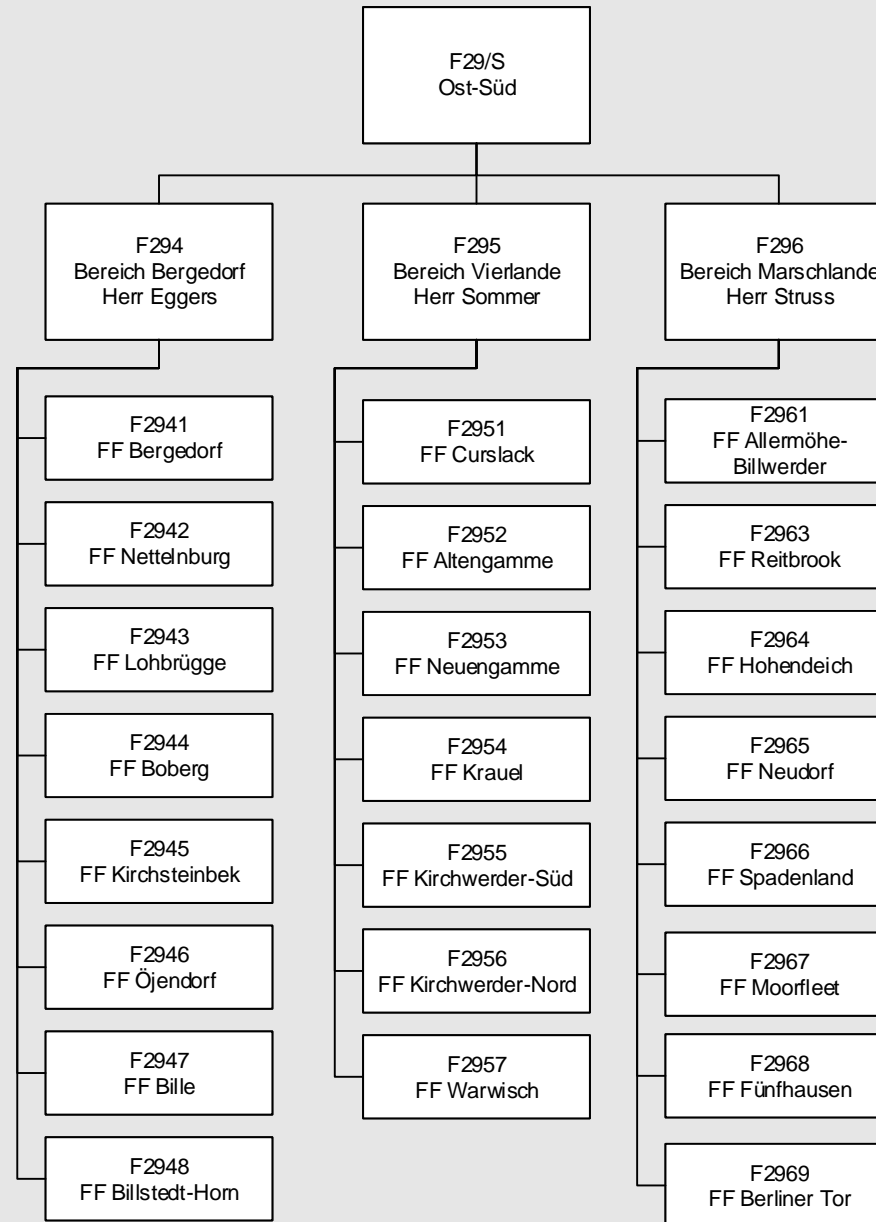 F29/S
Ost-Süd
F294
Bereich Bergedorf
Herr Eggers
F295
Bereich Vierlande
Herr Sommer
F296
Bereich Marschlande
Herr Struss
F2941
FF Bergedorf
F2942
FF Nettelnburg
F2943
FF Lohbrügge
F2944
FF Boberg
F2945
FF Kirchsteinbek
F2946
FF Öjendorf
F2947
FF Bille
F2948
FF Billstedt-Horn
F2951
FF Curslack
F2952
FF Altengamme
F2953
FF Neuengamme
F2954
FF Krauel
F2955
FF Kirchwerder-Süd
F2956
FF Kirchwerder-Nord
F2957
FF Warwisch
F2961
FF Allermöhe-
Billwerder
F2963
FF Reitbrook
F2964
FF Hohendeich
F2965
FF Neudorf
F2966
FF Spadenland
F2967
FF Moorfleet
F2968
FF Fünfhausen
F2969
FF Berliner Tor